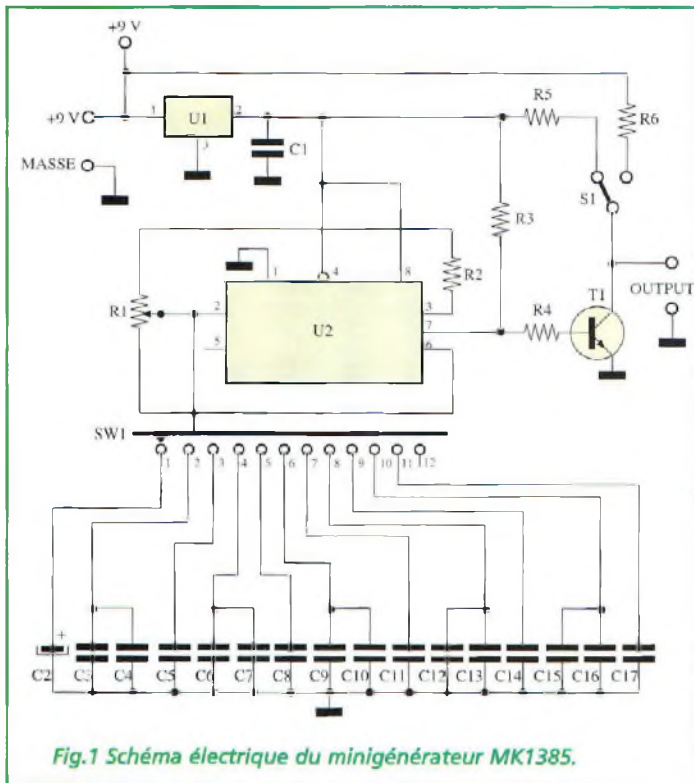 +9 V
+9 V
1
U1
2
3
MASSE
C1
R5
R6
S1
R3
R2
R1
1
4
8
2
3
U2
7
5
6
R4
T1
OUTPUT
SW1
1 2 3 4 5 6 7 8 9 10 11 12
+
C2 C3 C4 C5 C6 C7 C8 C9 C10 C11 C12 C13 C14 C15 C16 C17
Fig.1 Schéma électrique du minigénérateur MK1385.